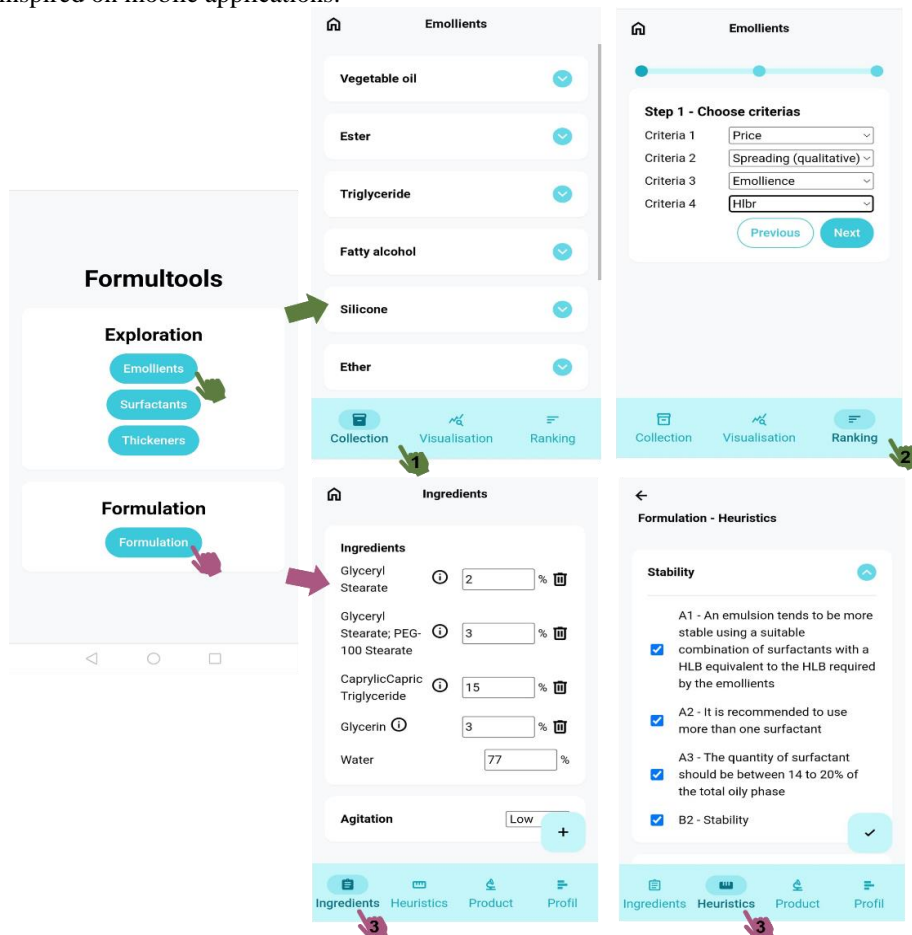 inspired on mobile applications.
Formultools
Exploration
Emollients
Surfactants
Thickeners
Formulation
Formulation
Emollients
Vegetable oil
Ester
Triglyceride
Fatty alcohol
Silicone
Ether
Collection Visualisation Ranking
1
Emollients
Step 1 - Choose criterias
Criteria 1 Price
Criteria 2 Spreading (qualitative)
Criteria 3 Emollience
Criteria 4 Hlbr
Previous Next
Collection Visualisation Ranking
2
Ingredients
Ingredients
Glyceryl
Stearate 2 %
Glyceryl
Stearate; PEG- 3 %
100 Stearate
CaprylicCapric
Triglyceride 15 %
Glycerin 3 %
Water 77 %
Agitation Low
+
Ingredients Heuristics Product Profil
3
Formulation - Heuristics
Stability
A1 - An emulsion tends to be more
stable using a suitable
combination of surfactants with a
HLB equivalent to the HLB required
by the emollients
A2 - It is recommended to use
more than one surfactant
A3 - The quantity of surfactant
should be between 14 to 20% of
the total oily phase
B2 - Stability
Ingredients Heuristics Product Profil
3